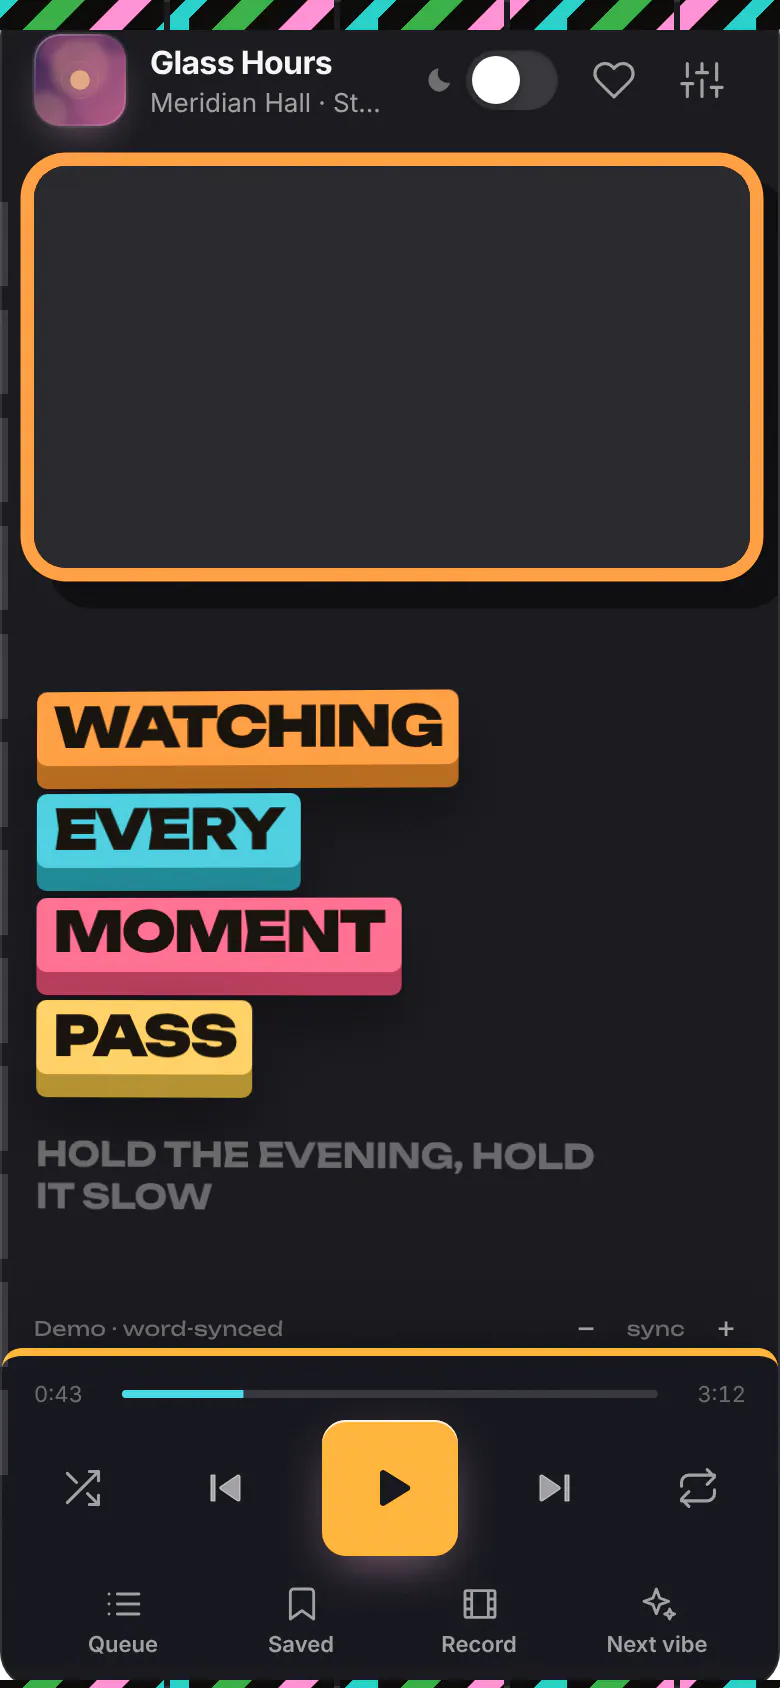 Glass Hours
Meridian Hall · St...
WATCHING
EVERY
MOMENT
PASS
HOLD THE EVENING, HOLD
IT SLOW
Demo · word-synced − sync +
0:43 3:12
Queue Saved Record Next vibe